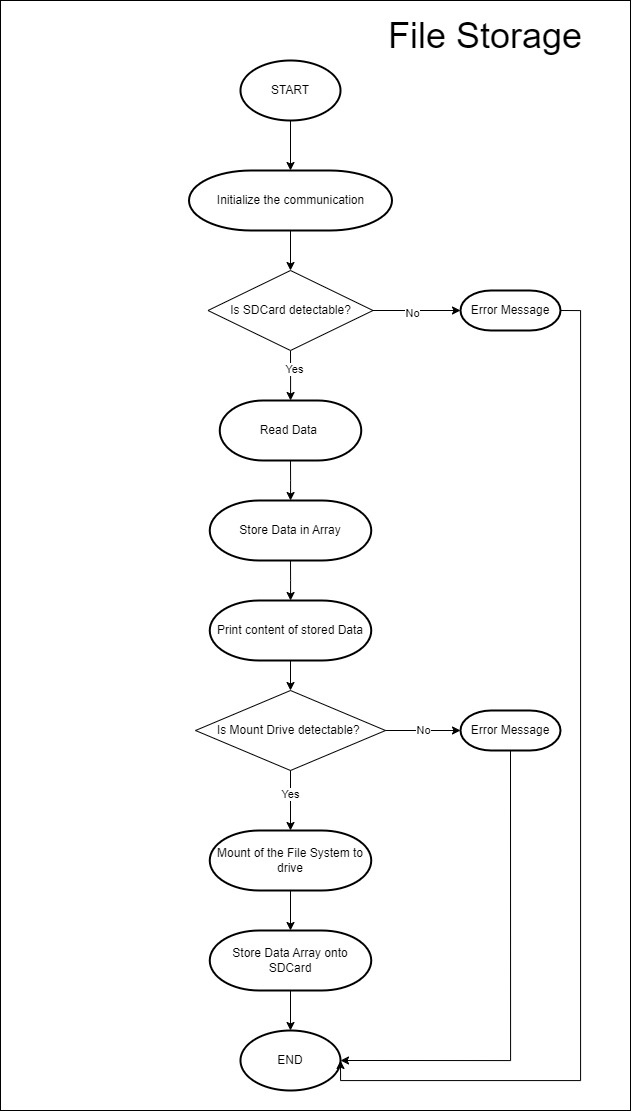 File Storage
START
Initialize the communication
Is SDCard detectable?
No
Error Message
Yes
Read Data
Store Data in Array
Print content of stored Data
Is Mount Drive detectable?
No
Error Message
Yes
Mount of the File System to
drive
Store Data Array onto
SDCard
END